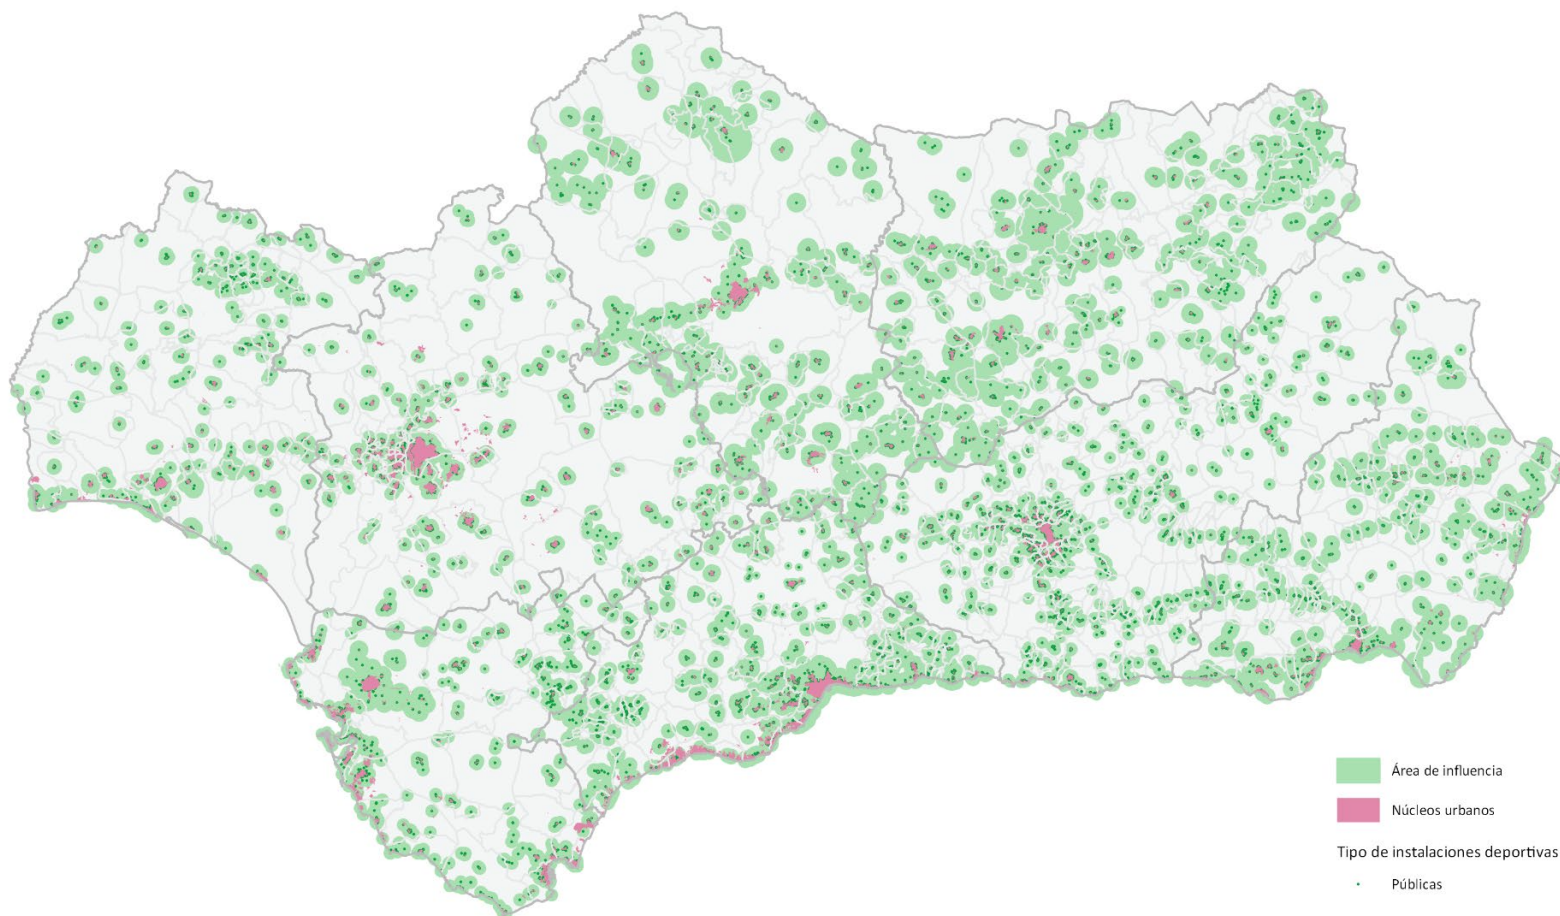 Área de influencia
Núcleos urbanos
Tipo de instalaciones deportivas
Públicas